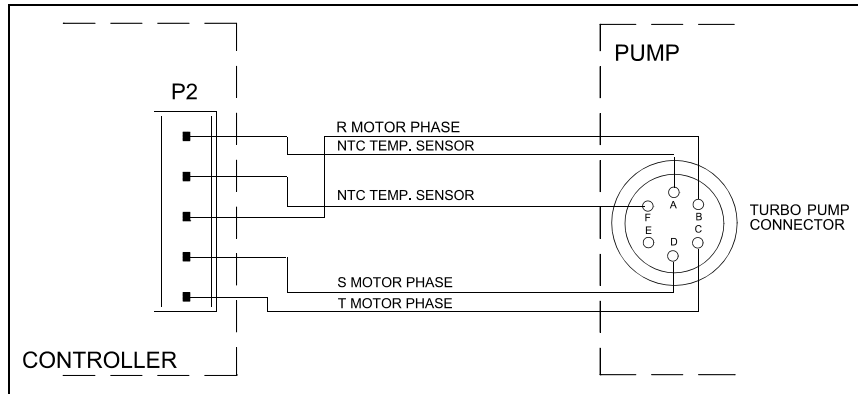 PUMP
P2
R MOTOR PHASE
NTC TEMP. SENSOR
NTC TEMP. SENSOR
A
F
B
E
D
C
TURBO PUMP
CONNECTOR
S MOTOR PHASE
T MOTOR PHASE
CONTROLLER